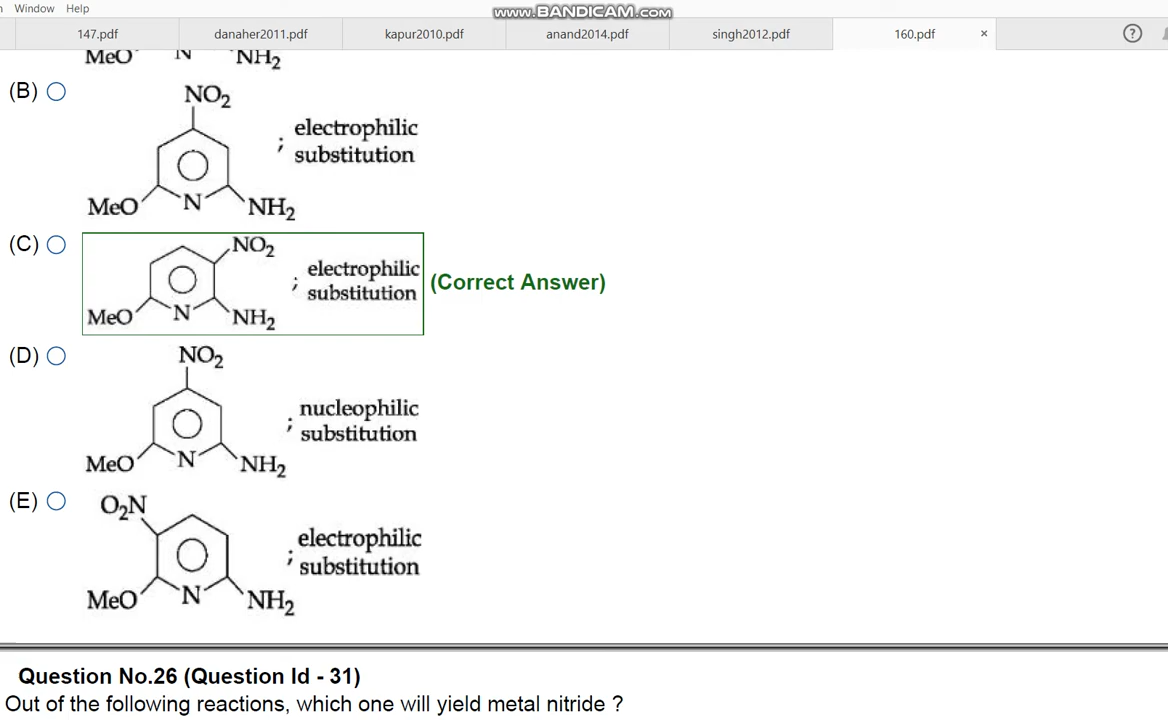 Window Help
www.BANDICAM.com
147.pdf danaher2011.pdf kapur2010.pdf anand2014.pdf singh2012.pdf 160.pdf × ?
MeO N NH2
(B)
NO2
; electrophilic
substitution
MeO N NH2
(C)
NO2
; electrophilic
substitution
(Correct Answer)
MeO N NH2
(D)
NO2
; nucleophilic
substitution
MeO N NH2
(E)
O2N
; electrophilic
substitution
MeO N NH2
Question No.26 (Question Id - 31)
Out of the following reactions, which one will yield metal nitride ?